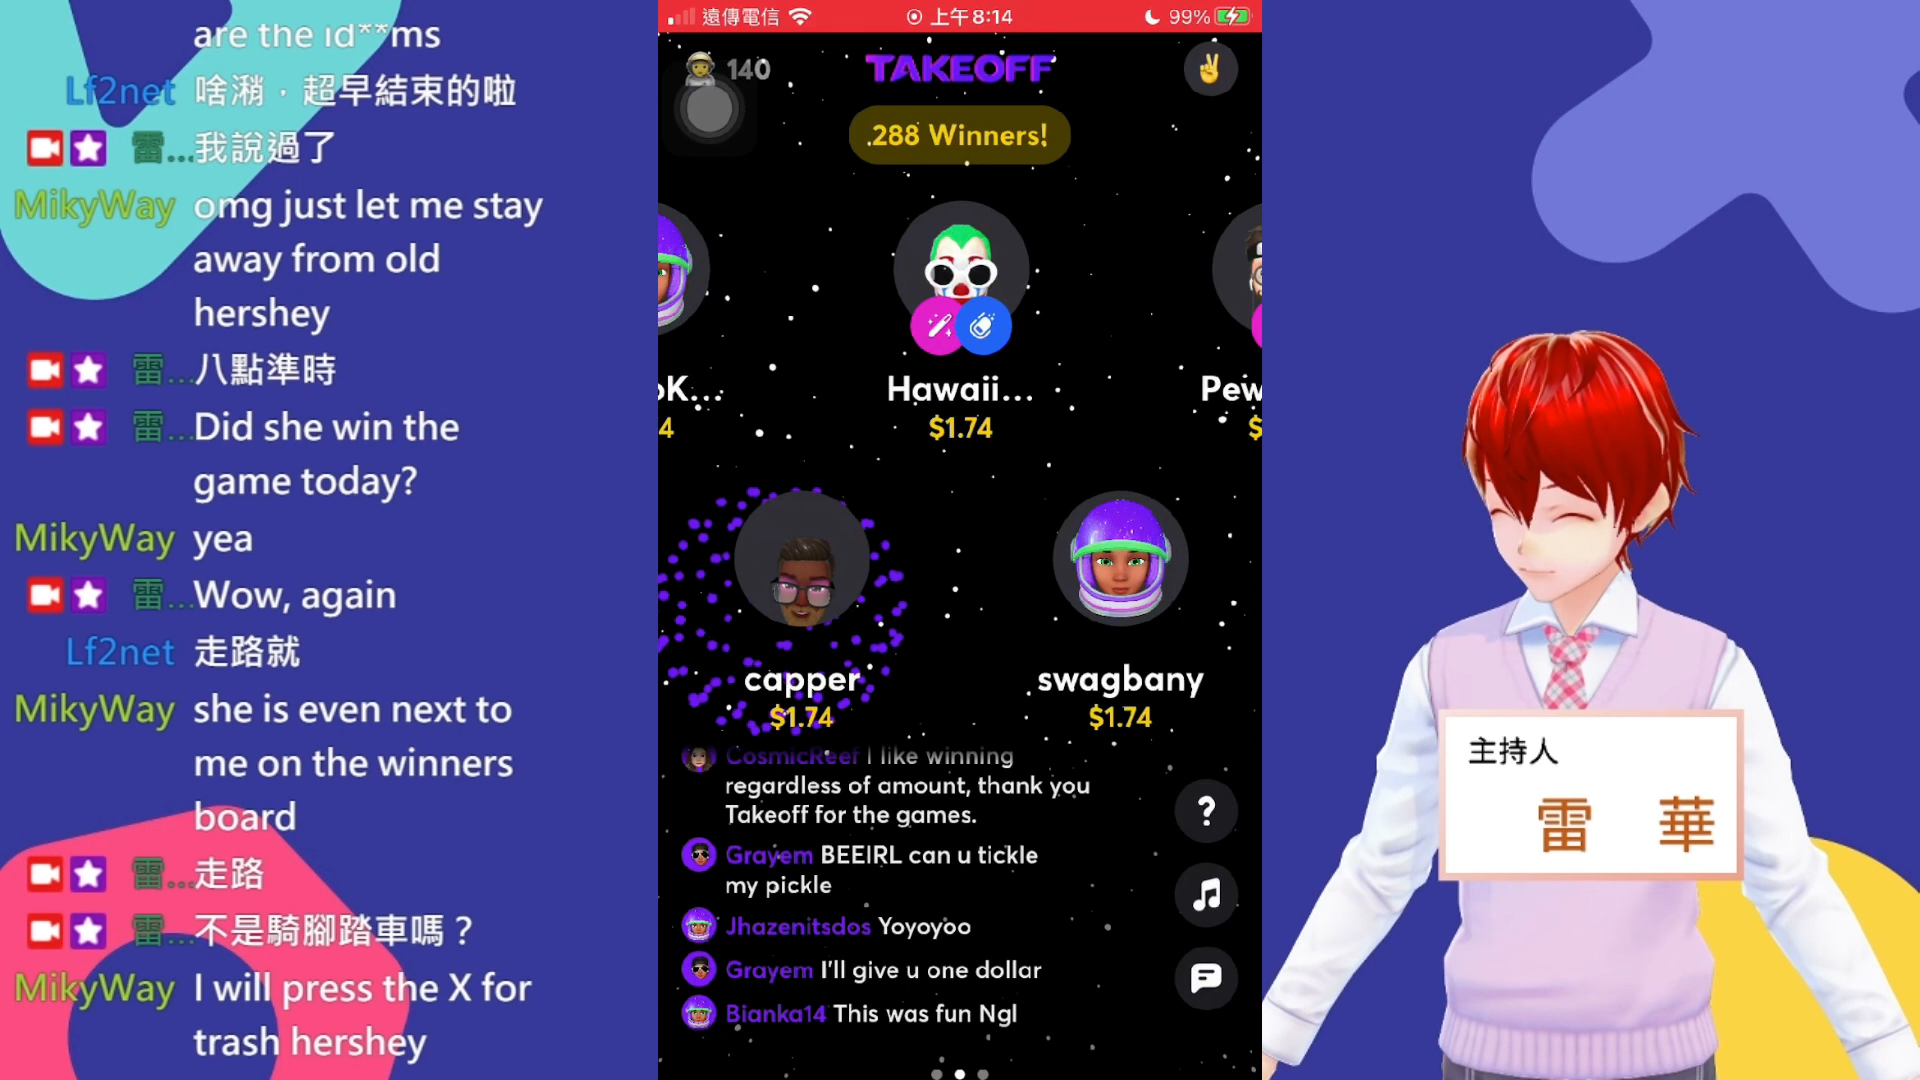 are the id**ms
Lf2net 啥潲，超早結束的啦
雷...我說過了
MikyWay omg just let me stay
away from old
hershey
雷...八點準時
雷...Did she win the
game today?
MikyWay yea
雷...Wow, again
Lf2net 走路就
MikyWay she is even next to
me on the winners
board
雷...走路
雷...不是騎腳踏車嗎？
MikyWay I will press the X for
trash hershey
遠傳電信 上午8:14 99%
140 TAKEOFF
288 Winners!
K... Hawaii... Pew
4 $1.74 $
capper swagbany
$1.74 $1.74
CosmicReef I like winning
regardless of amount, thank you
Takeoff for the games.
Grayem BEEIRL can u tickle
my pickle
Jhazenitsdos Yoyoyoo
Grayem I'll give u one dollar
Bianka14 This was fun Ngl
?
主持人
雷 華